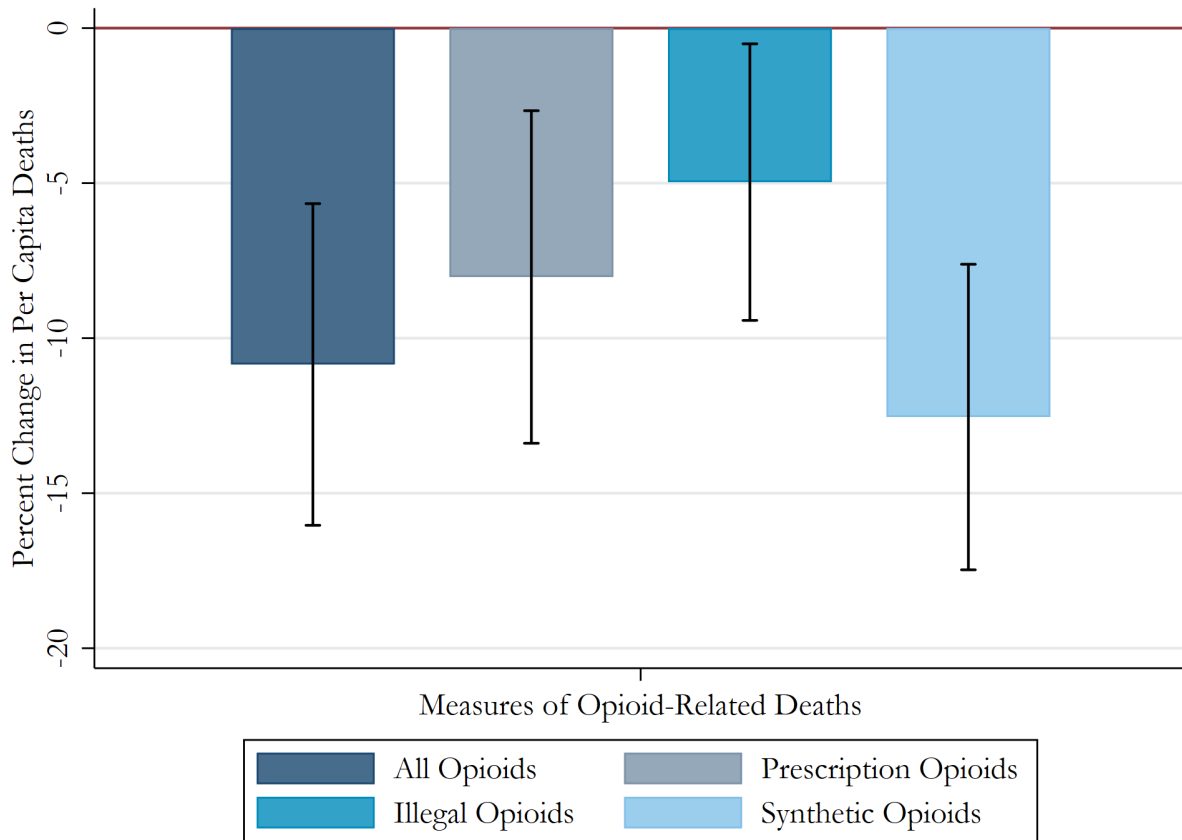 Percent Change in Per Capita Deaths
0
-5
-10
-15
-20
Measures of Opioid-Related Deaths
All Opioids
Prescription Opioids
Illegal Opioids
Synthetic Opioids